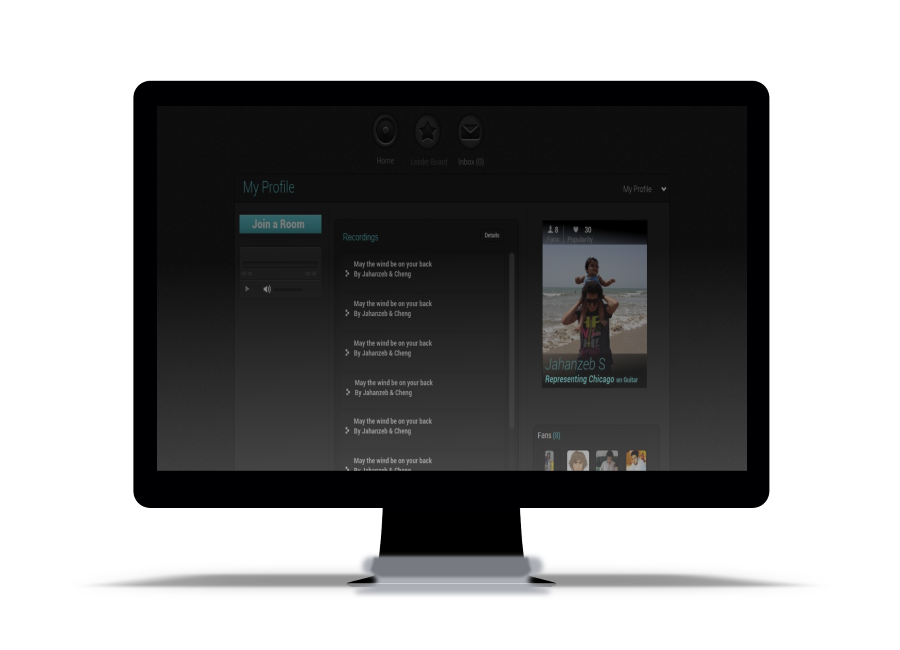 Home Leader Board Inbox (0)
My Profile
My Profile
Join a Room
Recordings Details
May the wind be on your back
By Jahanzeb & Cheng
May the wind be on your back
By Jahanzeb & Cheng
May the wind be on your back
By Jahanzeb & Cheng
May the wind be on your back
By Jahanzeb & Cheng
May the wind be on your back
By Jahanzeb & Cheng
May the wind be on your back
By Jahanzeb & Cheng
8 30
Fans Popularity
Jahanzeb S
Representing Chicago on Guitar
Fans (0)